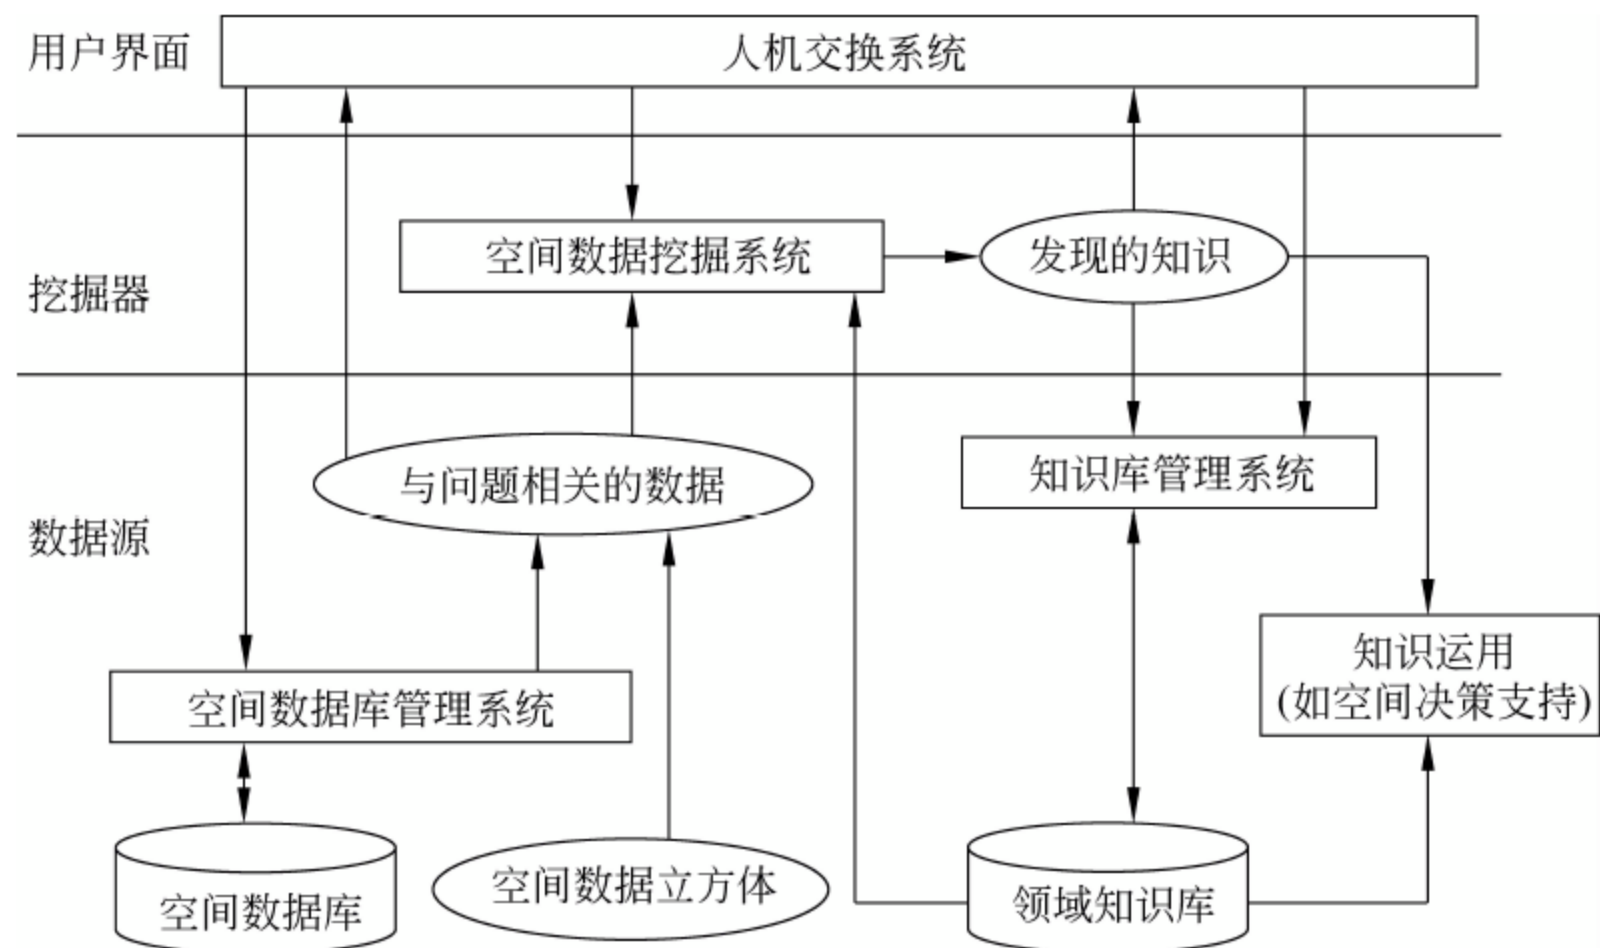 用户界面
人机交换系统
空间数据挖掘系统
发现的知识
挖掘器
与问题相关的数据
知识库管理系统
数据源
知识运用
(如空间决策支持)
空间数据库管理系统
空间数据库
空间数据立方体
领域知识库